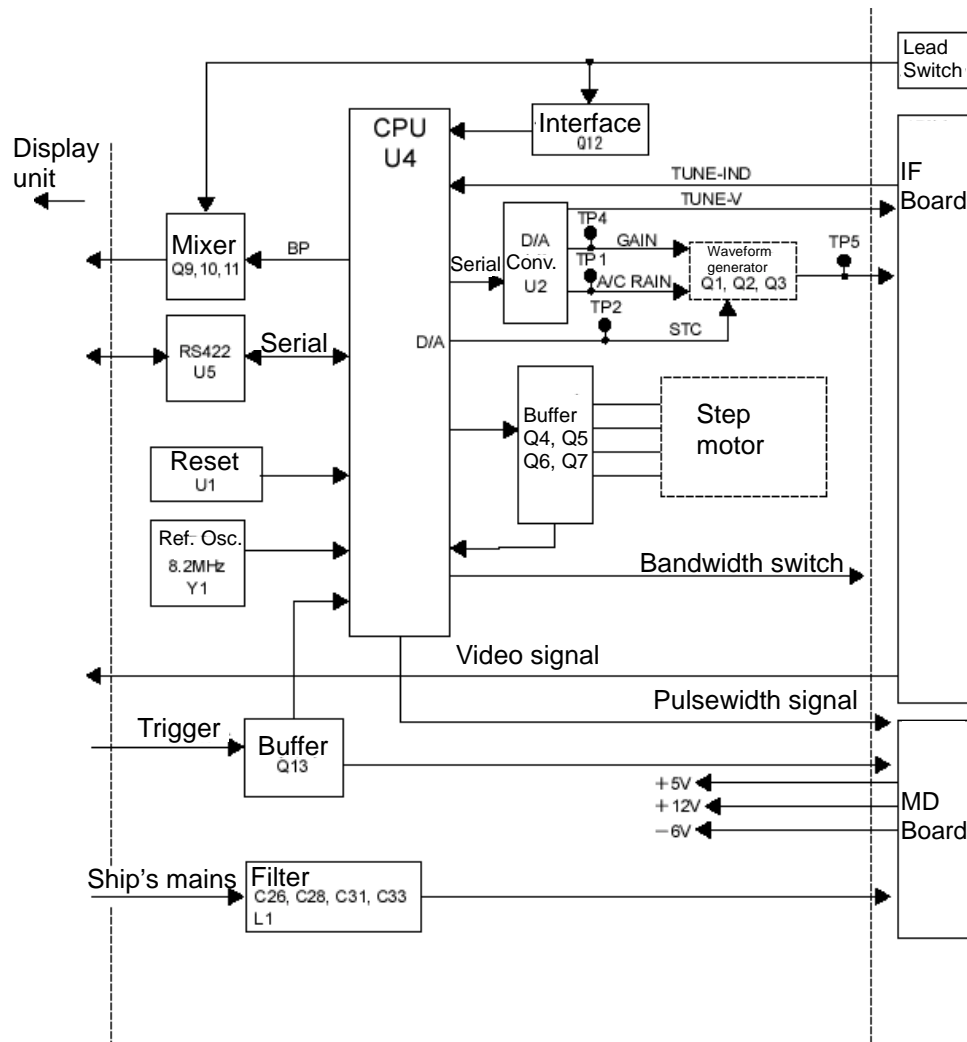 Lead
Switch
CPU
U4
Interface
Q12
Display
unit
TUNE-IND
IF
Board
TUNE-V
TP4
Mixer
Q9, 10, 11
BP
D/A
Conv.
U2
Serial
GAIN
TP1
A/C RAIN
Waveform
generator
Q1, Q2, Q3
TP5
TP2
D/A
STC
RS422
U5
Serial
Buffer
Q4, Q5
Q6, Q7
Step
motor
Reset
U1
Ref. Osc.
8.2MHz
Y1
Bandwidth switch
Video signal
Pulsewidth signal
Trigger
Buffer
Q13
+5V
+12V
-6V
MD
Board
Ship's mains
Filter
C26, C28, C31, C33
L1